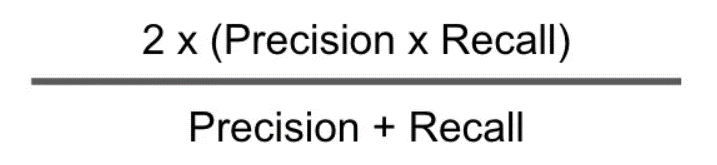 2 x (Precision x Recall)
Precision + Recall